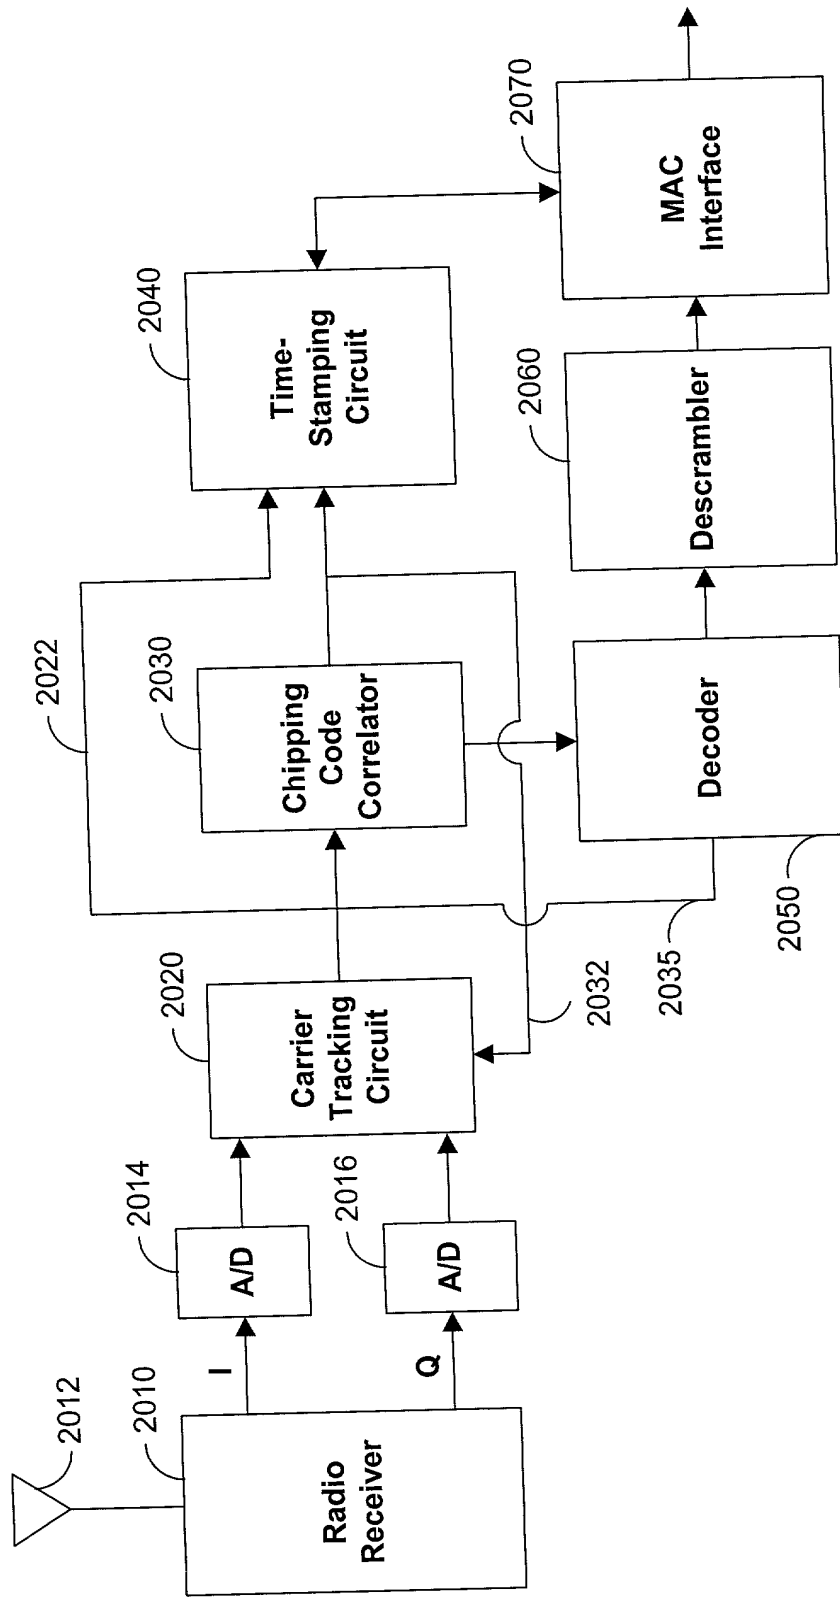 2012
2010
Radio
Receiver
I
Q
2014
A/D
2016
A/D
2020
Carrier
Tracking
Circuit
2022
2030
Chipping
Code
Correlator
2032
2035
2040
Time-
Stamping
Circuit
2050
Decoder
2060
Descrambler
2070
MAC
Interface